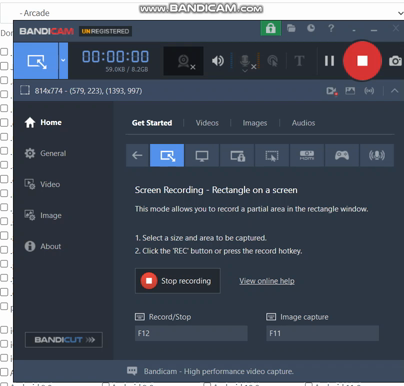 - Arcade
www.BANDICAM.com
Don
BANDICAM UNREGISTERED
00:00:00
59.0KB / 8.2GB
T
814x774 - (579, 223), (1393, 997)
Home
General
Video
Image
About
BANDICUT
Get Started
Videos
Images
Audios
HDMI
Screen Recording - Rectangle on a screen
This mode allows you to record a partial area in the rectangle window.
1. Select a size and area to be captured.
2. Click the 'REC' button or press the record hotkey.
Stop recording
View online help
Record/Stop
Image capture
F12
F11
Bandicam - High performance video capture.